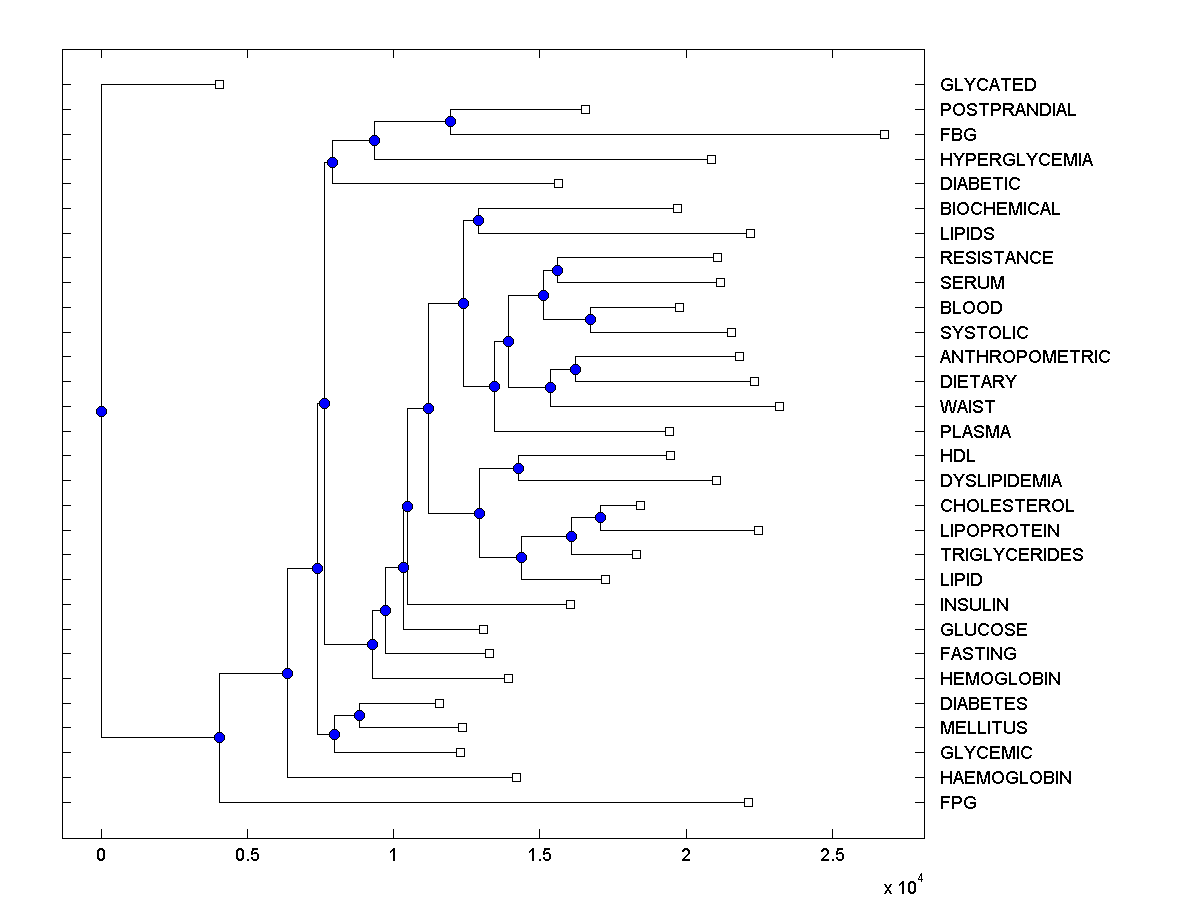 GLYCATED
POSTPRANDIAL
FBG
HYPERGLYCEMIA
DIABETIC
BIOCHEMICAL
LIPIDS
RESISTANCE
SERUM
BLOOD
SYSTOLIC
ANTHROPOMETRIC
DIETARY
WAIST
PLASMA
HDL
DYSLIPIDEMIA
CHOLESTEROL
LIPOPROTEIN
TRIGLYCERIDES
LIPID
INSULIN
GLUCOSE
FASTING
HEMOGLOBIN
DIABETES
MELLITUS
GLYCEMIC
HAEMOGLOBIN
FPG
0 0.5 1 1.5 2 2.5
x 10^4